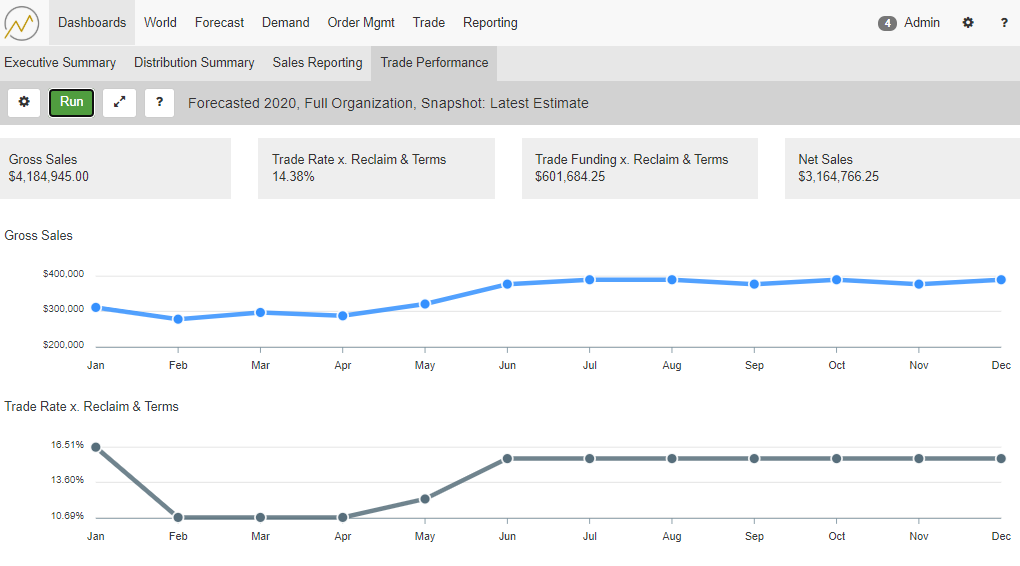 Dashboards World Forecast Demand Order Mgmt Trade Reporting 4 Admin ?
Executive Summary Distribution Summary Sales Reporting Trade Performance
Run ? Forecasted 2020, Full Organization, Snapshot: Latest Estimate
Gross Sales Trade Rate x. Reclaim & Terms Trade Funding x. Reclaim & Terms Net Sales
$4,184,945.00 14.38% $601,684.25 $3,164,766.25
Gross Sales
$400,000
$300,000
$200,000
Jan Feb Mar Apr May Jun Jul Aug Sep Oct Nov Dec
Trade Rate x. Reclaim & Terms
16.51%
13.60%
10.69%
Jan Feb Mar Apr May Jun Jul Aug Sep Oct Nov Dec